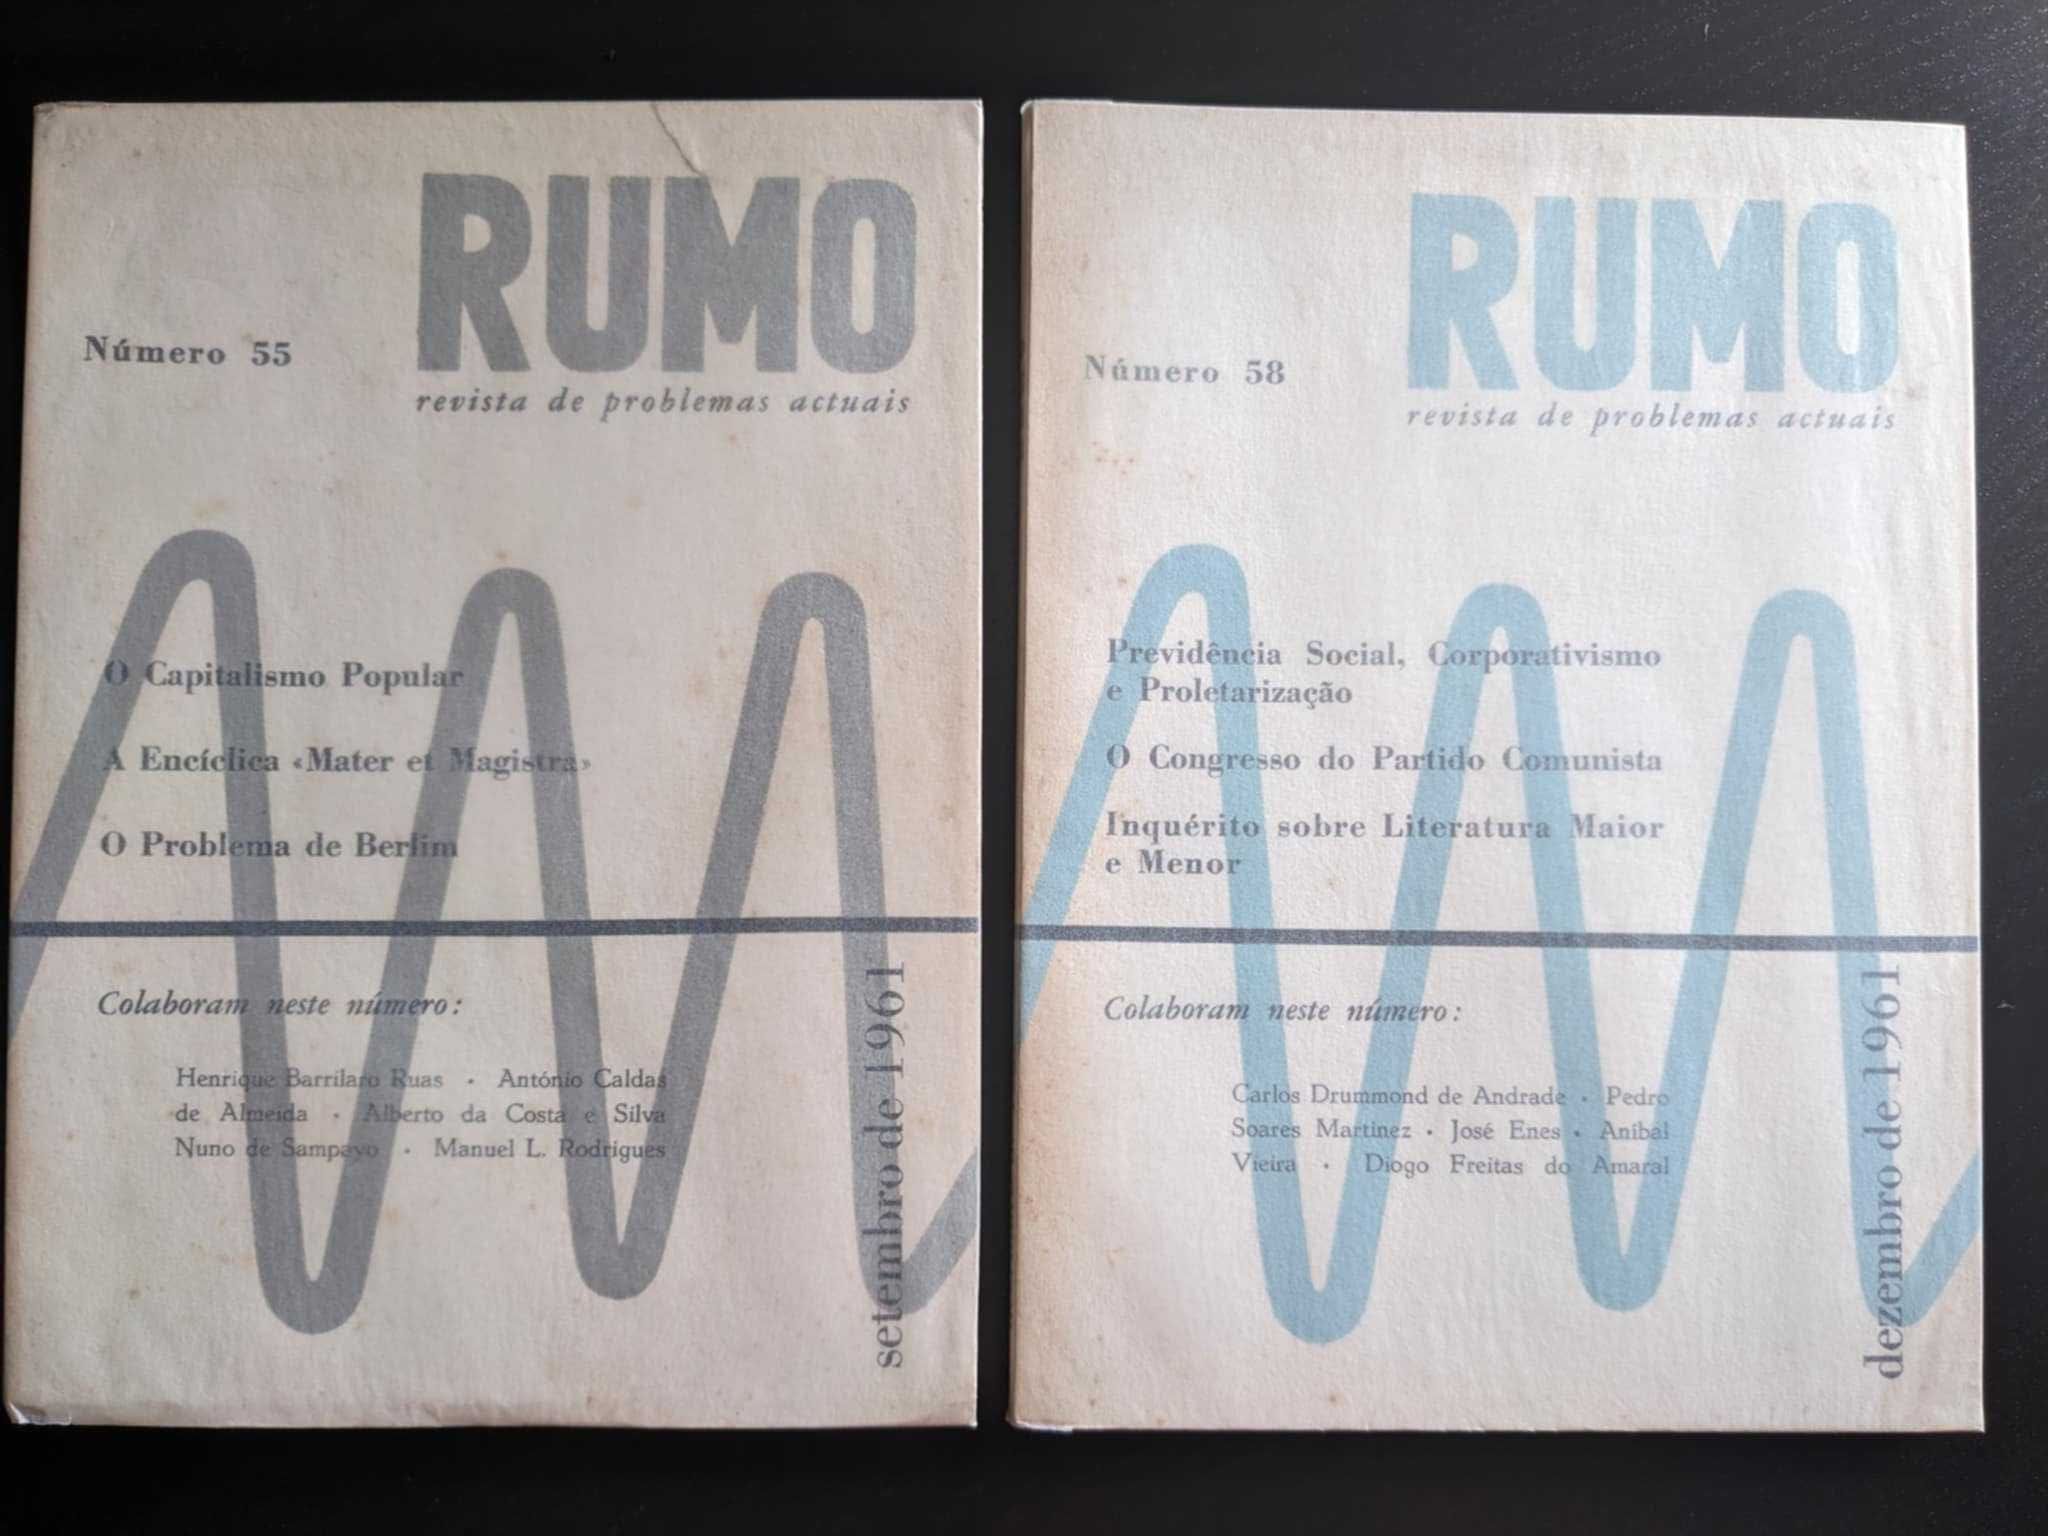 RUMO
Número 55
revista de problemas actuais
O Capitalismo Popular
A Encíclica «Mater et Magistra»
O Problema de Berlim
Colaboram neste número:
Henrique Barrilaro Ruas • António Caldas
de Almeida • Alberto da Costa e Silva
Nuno de Sampayo • Manuel L. Rodrigues
setembro de 1961
RUMO
Número 58
revista de problemas actuais
Previdência Social, Corporativismo
e Proletarização
O Congresso do Partido Comunista
Inquérito sobre Literatura Maior
e Menor
Colaboram neste número:
Carlos Drummond de Andrade • Pedro
Soares Martinez • José Enes • Aníbal
Vieira • Diogo Freitas do Amaral
dezembro de 1961